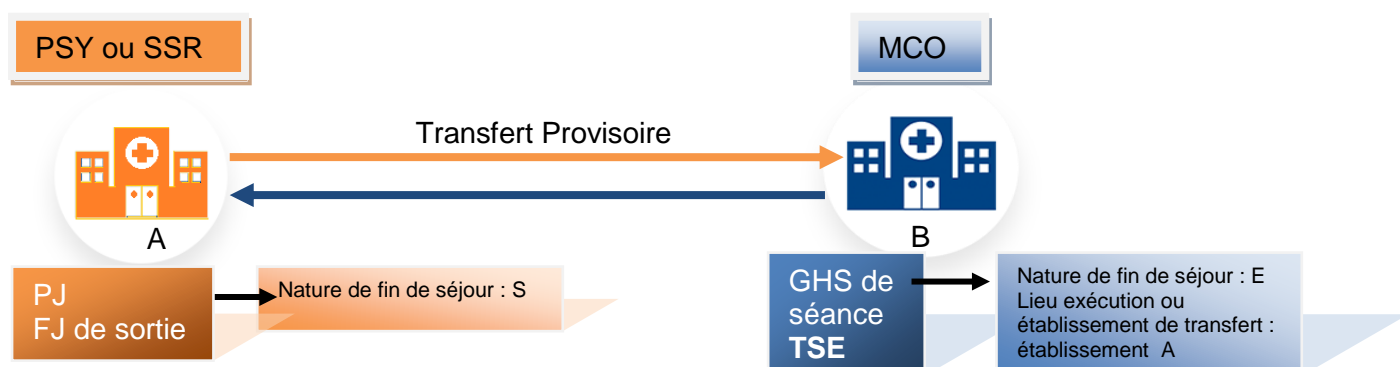 PSY ou SSR
MCO
Transfert Provisoire
A
B
PJ
FJ de sortie
Nature de fin de séjour : S
GHS de
séance
TSE
Nature de fin de séjour : E
Lieu exécution ou
établissement de transfert :
établissement A